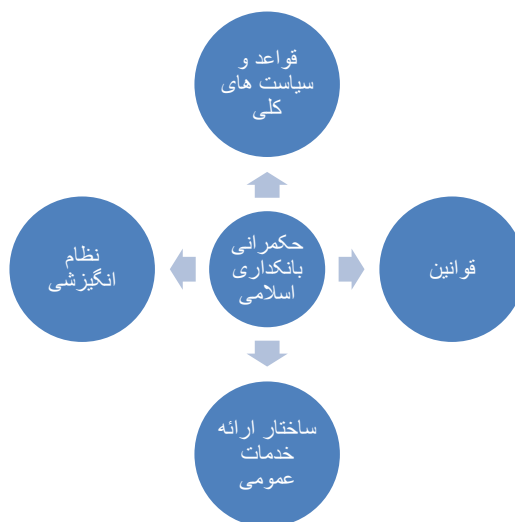 قواعد و
سیاست های
کلی
نظام
انگیزشی
حکمرانی
بانکداری
اسلامی
قوانین
ساختار ارائه
خدمات
عمومی